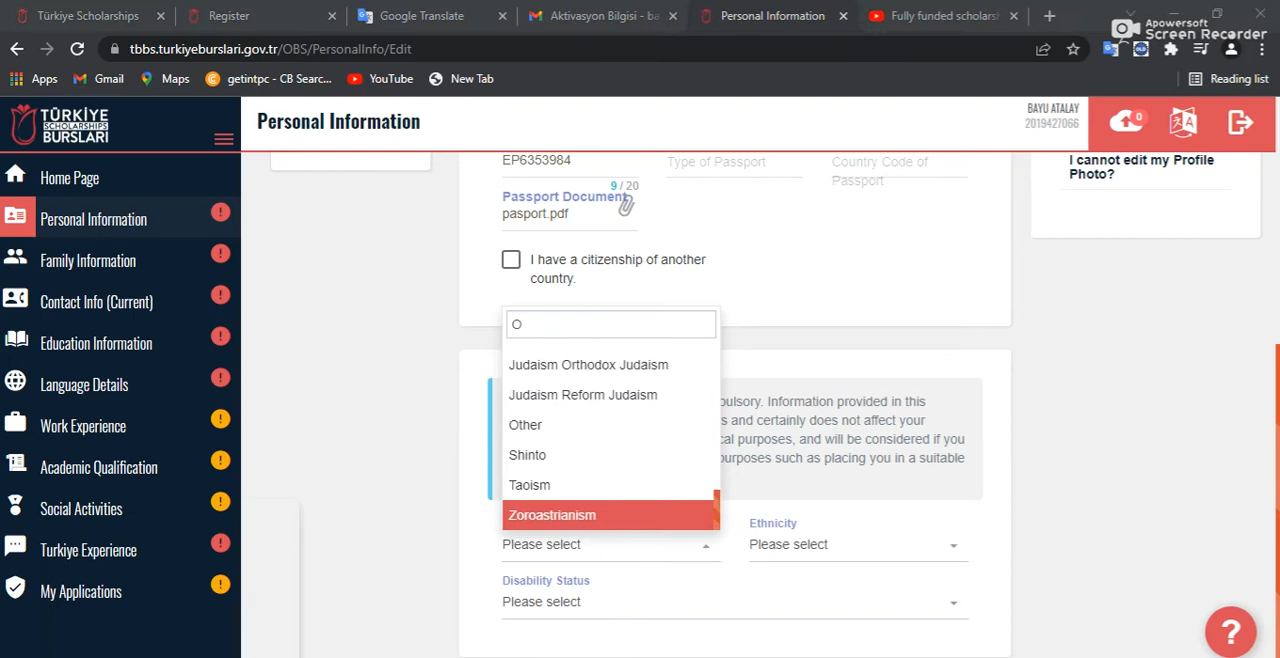 Türkiye Scholarships
Register
Google Translate
Aktivasyon Bilgisi - ba
Personal Information
Fully funded scholarsh
Apowersoft
Screen Recorder
tbbs.turkiyeburslari.gov.tr/OBS/PersonalInfo/Edit
Apps
Gmail
Maps
getintpc - CB Searc...
YouTube
New Tab
Reading list
TÜRKİYE
SCHOLARSHIPS
BURSLARI
Personal Information
BAYU ATALAY
2019427066
0
Home Page
Personal Information
Family Information
Contact Info (Current)
Education Information
Language Details
Work Experience
Academic Qualification
Social Activities
Turkiye Experience
My Applications
EP6353984
Type of Passport
Country Code of
Passport
9 / 20
Passport Document
pasport.pdf
I have a citizenship of another
country.
O
Judaism Orthodox Judaism
Judaism Reform Judaism
Other
Shinto
Taoism
Zoroastrianism
pulsory. Information provided in this
s and certainly does not affect your
cal purposes, and will be considered if you
purposes such as placing you in a suitable
Please select
Ethnicity
Please select
Disability Status
Please select
I cannot edit my Profile
Photo?
?